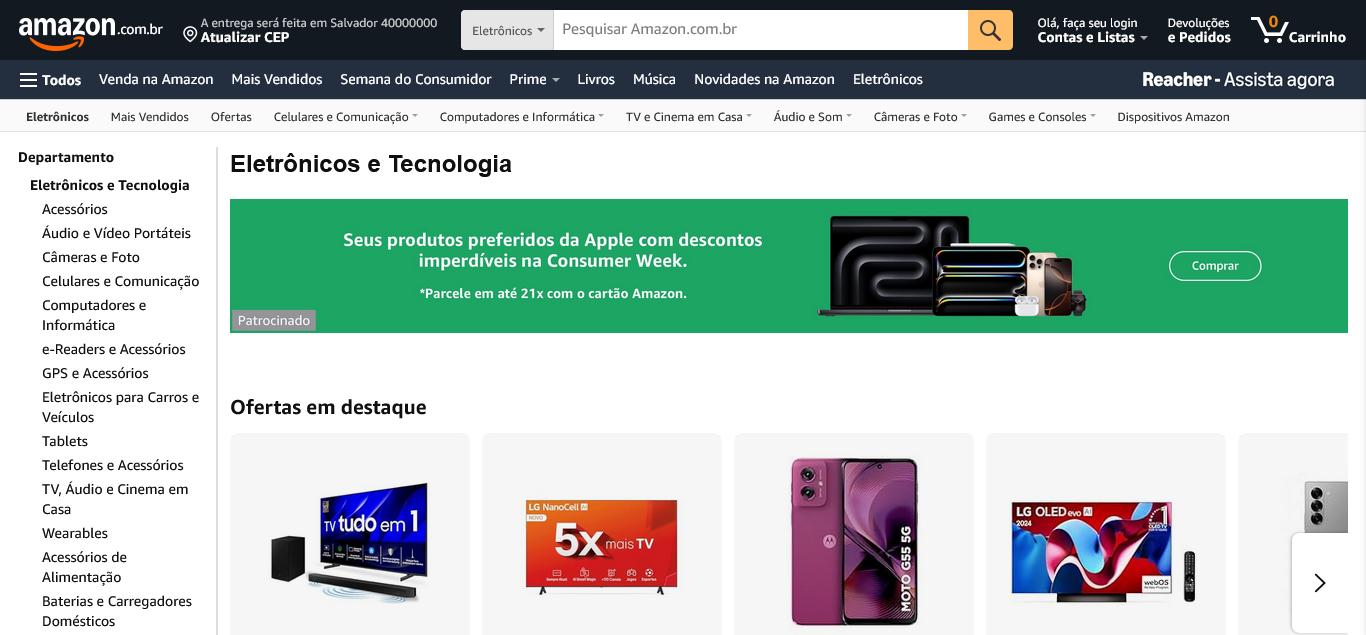 amazon.com.br
A entrega será feita em Salvador 40000000
Atualizar CEP
Eletrônicos
Pesquisar Amazon.com.br
Olá, faça seu login
Contas e Listas
Devoluções
e Pedidos
0
Carrinho
Todos
Venda na Amazon
Mais Vendidos
Semana do Consumidor
Prime
Livros
Música
Novidades na Amazon
Eletrônicos
Reacher - Assista agora
Eletrônicos
Mais Vendidos
Ofertas
Celulares e Comunicação
Computadores e Informática
TV e Cinema em Casa
Áudio e Som
Câmeras e Foto
Games e Consoles
Dispositivos Amazon
Departamento
Eletrônicos e Tecnologia
Acessórios
Áudio e Vídeo Portáteis
Câmeras e Foto
Celulares e Comunicação
Computadores e
Informática
e-Readers e Acessórios
GPS e Acessórios
Eletrônicos para Carros e
Veículos
Tablets
Telefones e Acessórios
TV, Áudio e Cinema em
Casa
Wearables
Acessórios de
Alimentação
Baterias e Carregadores
Domésticos
Eletrônicos e Tecnologia
Seus produtos preferidos da Apple com descontos
imperdíveis na Consumer Week.
*Parcele em até 21x com o cartão Amazon.
Comprar
Patrocinado
Ofertas em destaque
TV tudo em 1
LG NanoCell AI
NOVO
5x mais TV
MOTO G55 5G
LG OLED evo AI
2024
webOS